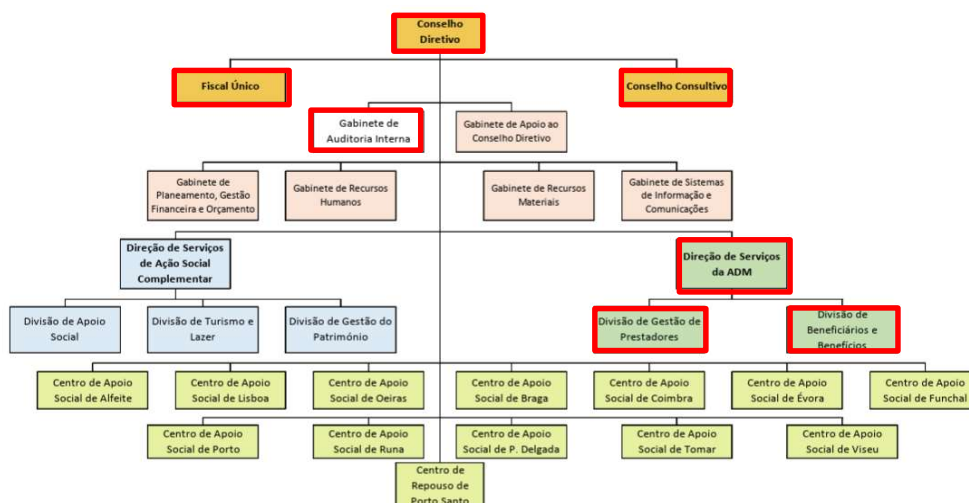 Conselho
Diretivo
Fiscal Único
Conselho Consultivo
Gabinete de
Auditoria Interna
Gabinete de Apoio ao
Conselho Diretivo
Gabinete de
Planeamento, Gestão
Financeira e Orçamento
Gabinete de Recursos
Humanos
Gabinete de Recursos
Materiais
Gabinete de Sistemas
de Informação e
Comunicações
Direção de Serviços
de Ação Social
Complementar
Direção de Serviços
da ADM
Divisão de Apoio
Social
Divisão de Turismo e
Lazer
Divisão de Gestão do
Património
Divisão de Gestão de
Prestadores
Divisão de
Beneficiários e
Benefícios
Centro de Apoio
Social de Alfeite
Centro de Apoio
Social de Lisboa
Centro de Apoio
Social de Oeiras
Centro de Apoio
Social de Braga
Centro de Apoio
Social de Coimbra
Centro de Apoio
Social de Évora
Centro de Apoio
Social de Funchal
Centro de Apoio
Social de Porto
Centro de Apoio
Social de Runa
Centro de Apoio
Social de P. Delgada
Centro de Apoio
Social de Tomar
Centro de Apoio
Social de Viseu
Centro de
Repouso de
Porto Santo